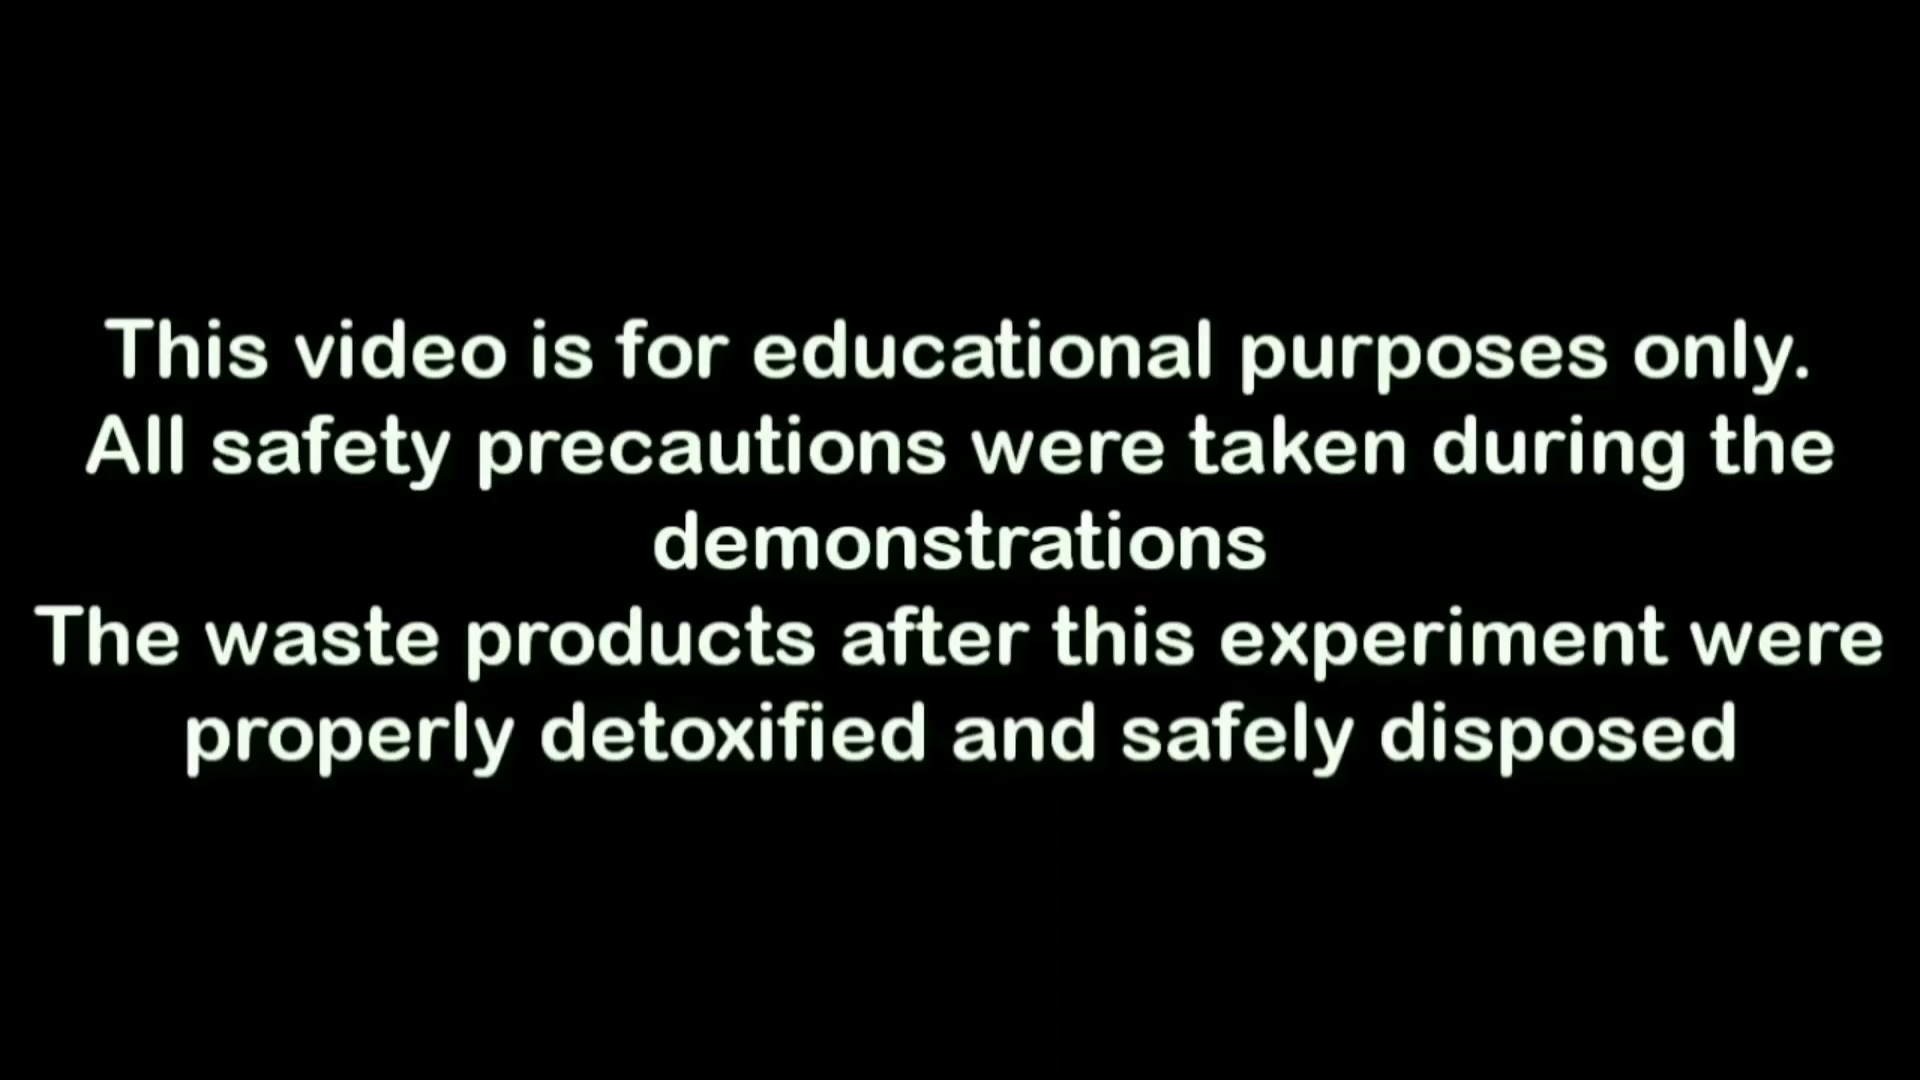 This video is for educational purposes only.
All safety precautions were taken during the
demonstrations
The waste products after this experiment were
properly detoxified and safely disposed